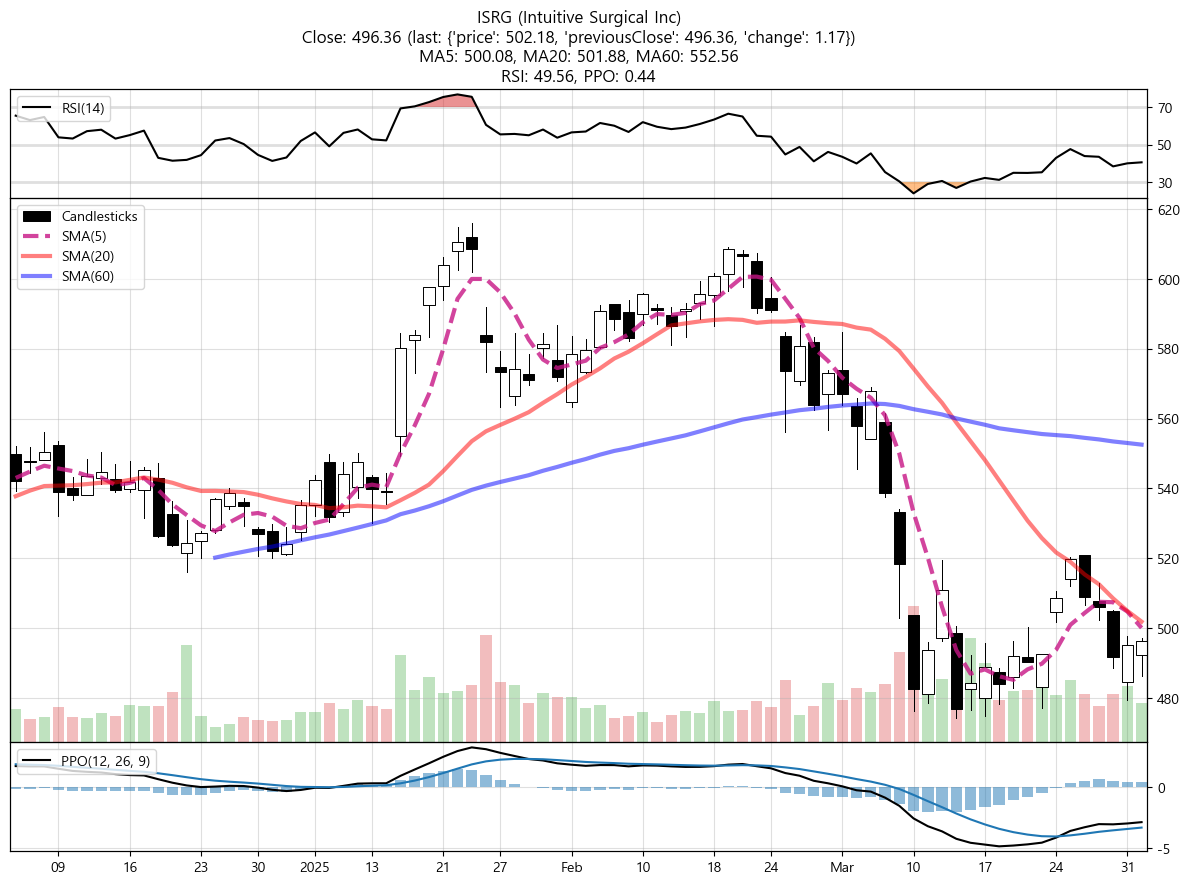 ISRG (Intuitive Surgical Inc)
Close: 496.36 (last: {'price': 502.18, 'previousClose': 496.36, 'change': 1.17})
MA5: 500.08, MA20: 501.88, MA60: 552.56
RSI: 49.56, PPO: 0.44
RSI(14)
70
50
30
Candlesticks
SMA(5)
SMA(20)
SMA(60)
620
600
580
560
540
520
500
480
PPO(12, 26, 9)
0
-5
09 16 23 30 2025 13 21 27 Feb 10 18 24 Mar 10 17 24 31